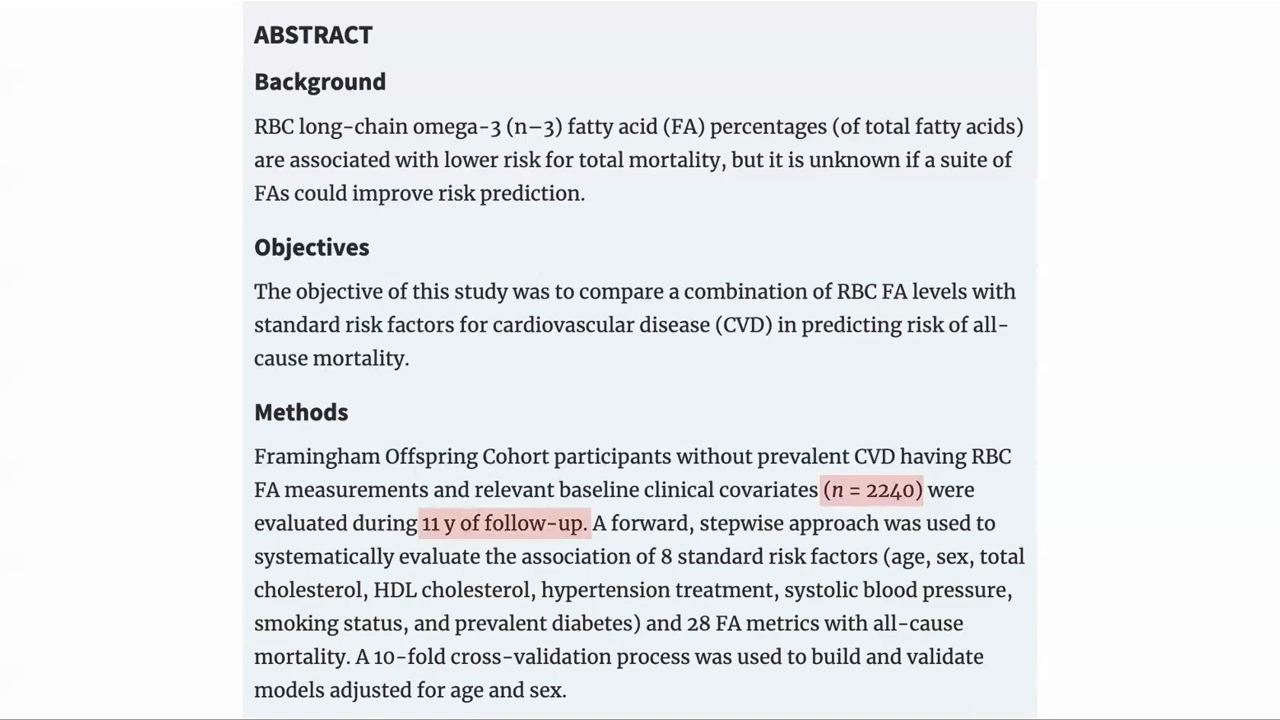 ABSTRACT
Background
RBC long-chain omega-3 (n–3) fatty acid (FA) percentages (of total fatty acids)
are associated with lower risk for total mortality, but it is unknown if a suite of
FAs could improve risk prediction.
Objectives
The objective of this study was to compare a combination of RBC FA levels with
standard risk factors for cardiovascular disease (CVD) in predicting risk of all-
cause mortality.
Methods
Framingham Offspring Cohort participants without prevalent CVD having RBC
FA measurements and relevant baseline clinical covariates (n = 2240) were
evaluated during 11 y of follow-up. A forward, stepwise approach was used to
systematically evaluate the association of 8 standard risk factors (age, sex, total
cholesterol, HDL cholesterol, hypertension treatment, systolic blood pressure,
smoking status, and prevalent diabetes) and 28 FA metrics with all-cause
mortality. A 10-fold cross-validation process was used to build and validate
models adjusted for age and sex.